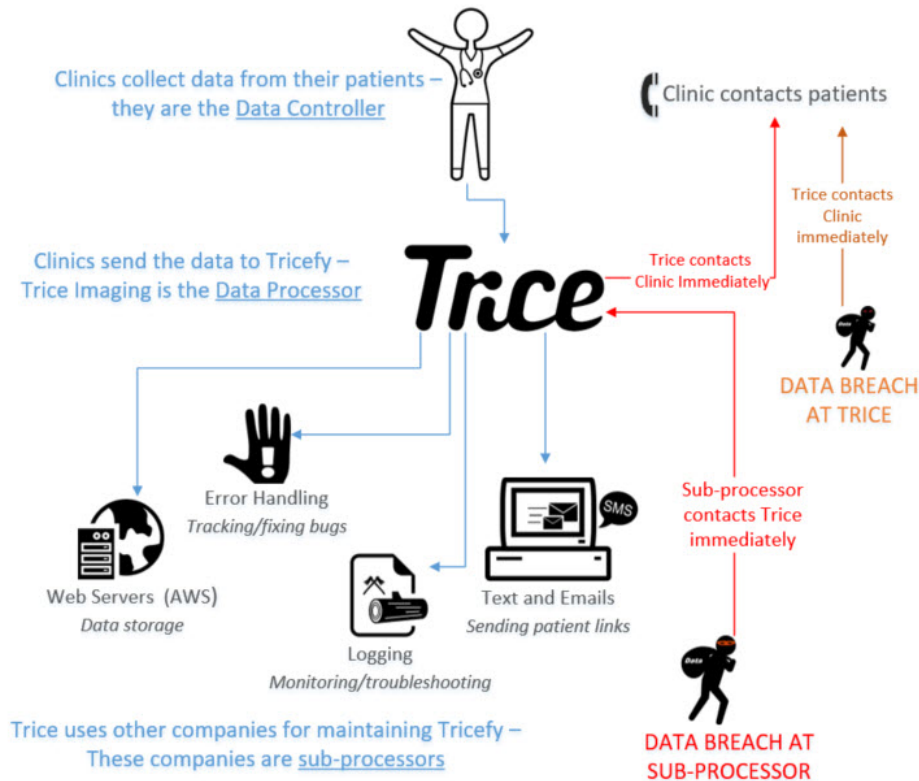 Clinics collect data from their patients –
they are the Data Controller
Clinic contacts patients
Trice contacts
Clinic
immediately
Clinics send the data to Tricefy –
Trice Imaging is the Data Processor
Trice
Trice contacts
Clinic Immediately
Data
DATA BREACH
AT TRICE
Error Handling
Tracking/fixing bugs
SMS
Sub-processor
contacts Trice
immediately
Web Servers (AWS)
Data storage
Text and Emails
Sending patient links
Logging
Monitoring/troubleshooting
Data
Trice uses other companies for maintaining Tricefy –
These companies are sub-processors
DATA BREACH AT
SUB-PROCESSOR